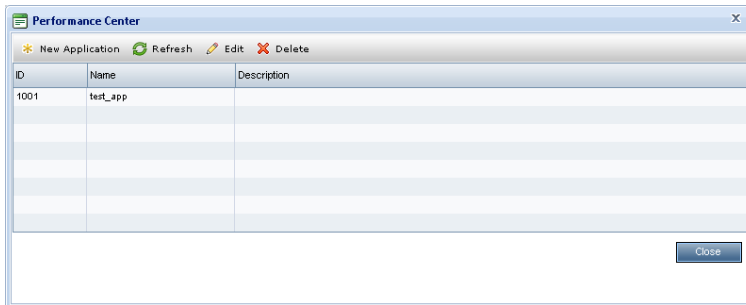 Performance Center X
New Application Refresh Edit Delete
ID Name Description
1001 test_app
Close